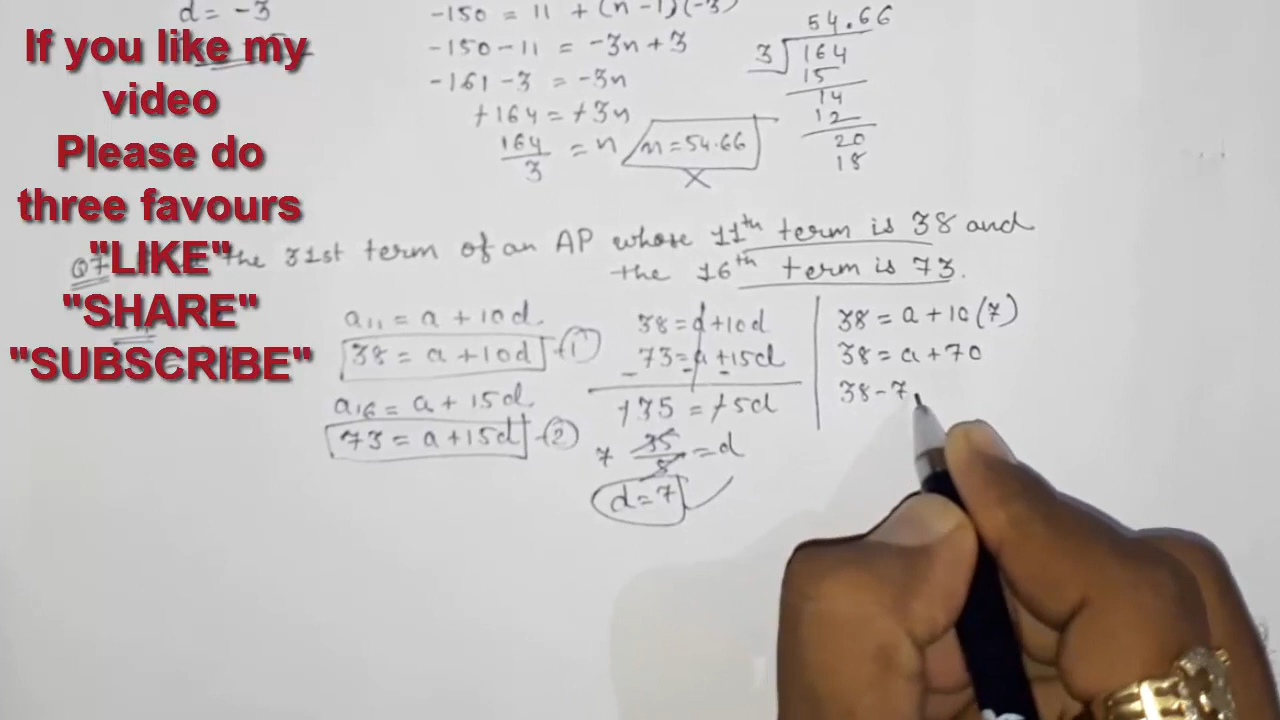 d = -3
-150 = 11 + (n-1)(-3)
-150-11 = -3n+3
-161-3 = -3n
+164 = +3n
164/3 = n
n = 54.66
X
54.66
3) 164
15
14
12
20
18
If you like my
video
Please do
three favours
"LIKE"
"SHARE"
"SUBSCRIBE"
Q7 the 31st term of an AP whose 11th term is 38 and
the 16th term is 73.
a11 = a + 10d
38 = a + 10d -(1)
a16 = a + 15d
73 = a + 15d -(2)
38 = a + 10d
73 = a + 15d
- - -
+35 = +5d
7 35/5 = d
d = 7
38 = a + 10(7)
38 = a + 70
38 - 7